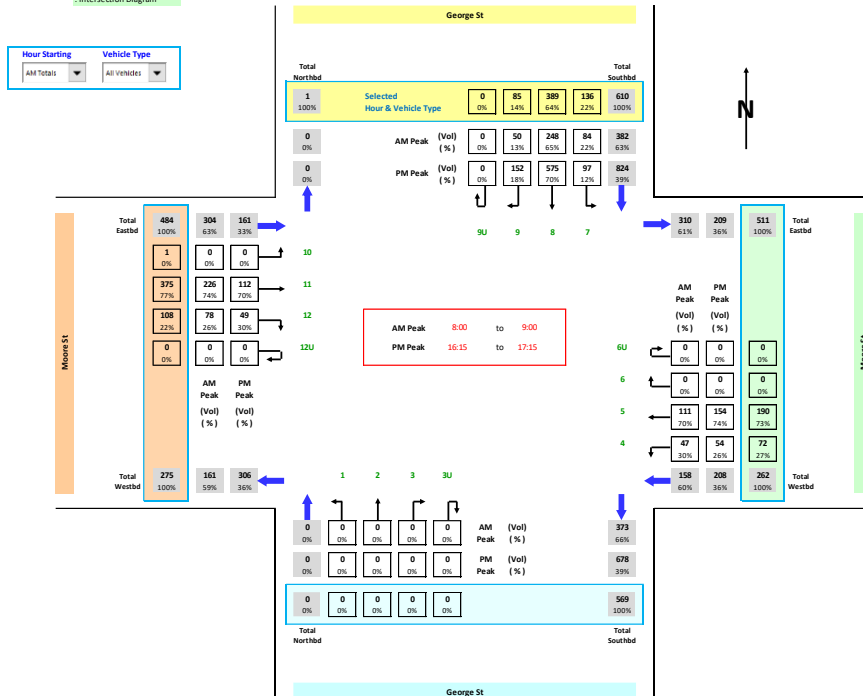 : Intersection Diagram
George St
Hour Starting Vehicle Type
AM Totals All Vehicles
Total Northbd Total Southbd
1 Selected 0 85 389 136 610
100% Hour & Vehicle Type 0% 14% 64% 22% 100%
0 AM Peak (Vol) 0 50 248 84 382
0% (%) 0% 13% 65% 22% 63%
0 PM Peak (Vol) 0 152 575 97 824
0% (%) 0% 18% 70% 12% 39%
N
9U 9 8 7
Total Eastbd 484 304 161
100% 63% 33%
1 0 0 10
0% 0% 0%
375 226 112 11
77% 74% 70%
108 78 49 12
22% 26% 30%
0 0 0 12U
0% 0% 0%
AM Peak PM Peak
(Vol) (Vol)
(%) (%)
Total Westbd 275 161 306
100% 59% 36%
Moore St
AM Peak 8:00 to 9:00
PM Peak 16:15 to 17:15
310 209 511 Total Eastbd
61% 36% 100%
AM Peak PM Peak
(Vol) (Vol)
(%) (%)
6U 0 0 0
0% 0% 0%
6 0 0 0
0% 0% 0%
5 111 154 190
70% 74% 73%
4 47 54 72
30% 26% 27%
158 208 262 Total Westbd
60% 36% 100%
Moore St
1 2 3 3U
0 0 0 0 0 AM (Vol) 373
0% 0% 0% 0% 0% Peak (%) 66%
0 0 0 0 0 PM (Vol) 678
0% 0% 0% 0% 0% Peak (%) 39%
0 0 0 0 0 569
0% 0% 0% 0% 0% 100%
Total Northbd Total Southbd
George St